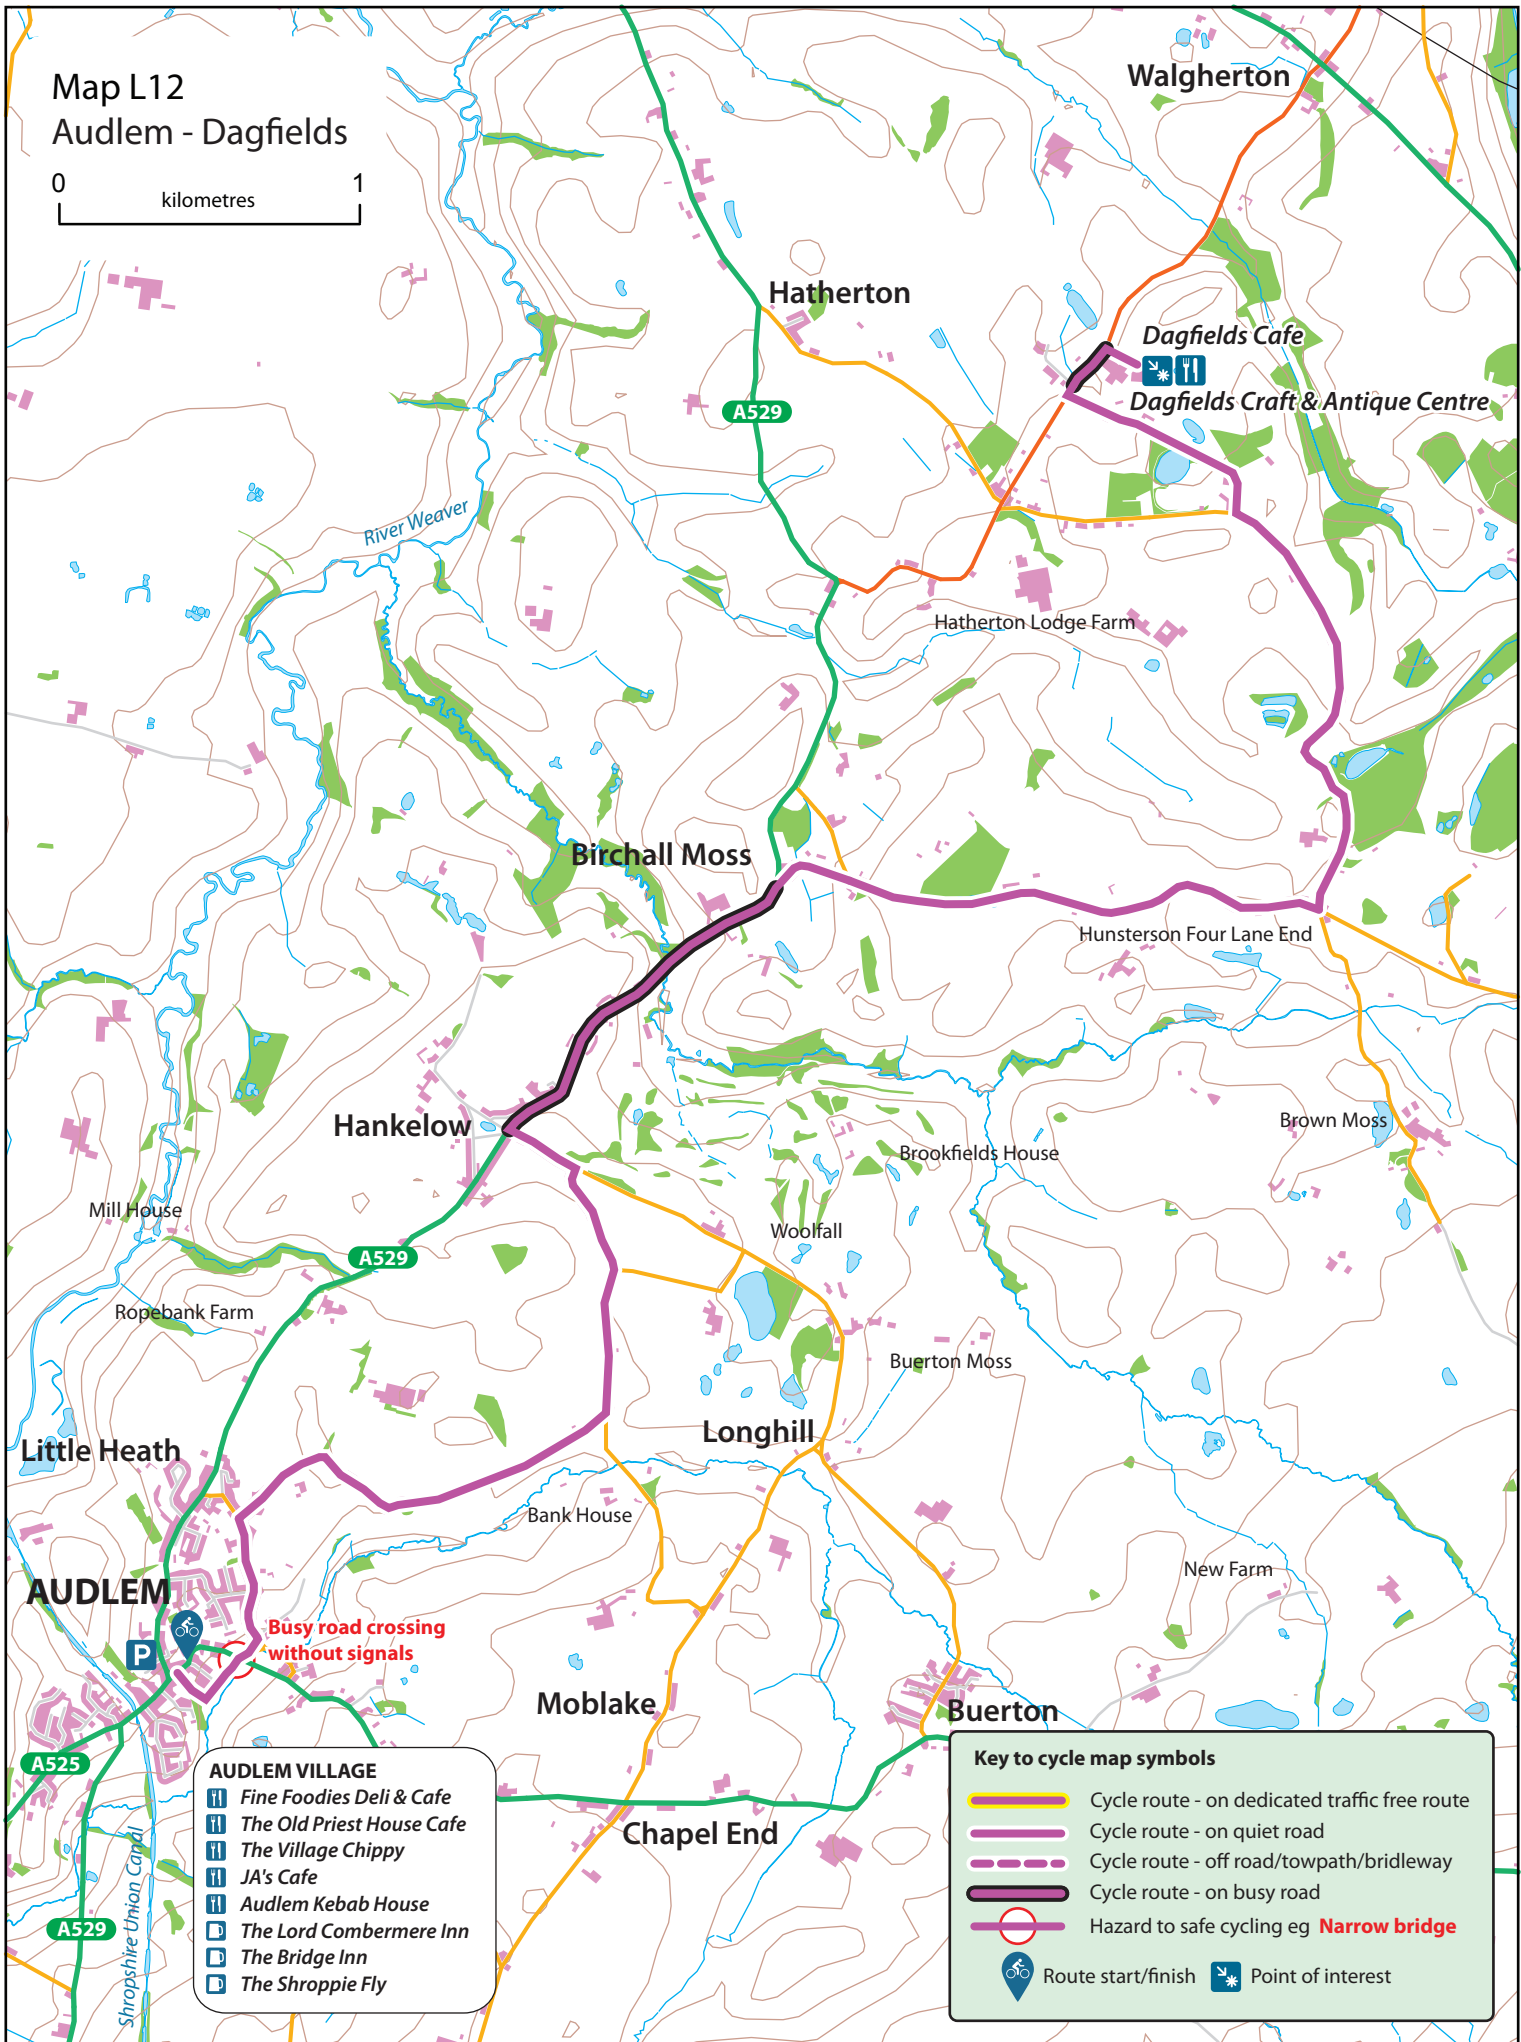 Map L12
Audlem - Dagfields
0 1
kilometres
Walgherton
Hatherton
Dagfields Cafe
Dagfields Craft & Antique Centre
A529
River Weaver
Hatherton Lodge Farm
Birchall Moss
Hunsterson Four Lane End
Hankelow
Brown Moss
Brookfields House
Mill House
Woolfall
A529
Ropebank Farm
Buerton Moss
Longhill
Little Heath
Bank House
New Farm
AUDLEM
P
Busy road crossing
without signals
Moblake
Buerton
A525
Chapel End
A529
Shropshire Union Canal
AUDLEM VILLAGE
Fine Foodies Deli & Cafe
The Old Priest House Cafe
The Village Chippy
JA's Cafe
Audlem Kebab House
The Lord Combermere Inn
The Bridge Inn
The Shroppie Fly
Key to cycle map symbols
Cycle route - on dedicated traffic free route
Cycle route - on quiet road
Cycle route - off road/towpath/bridleway
Cycle route - on busy road
Hazard to safe cycling eg Narrow bridge
Route start/finish Point of interest